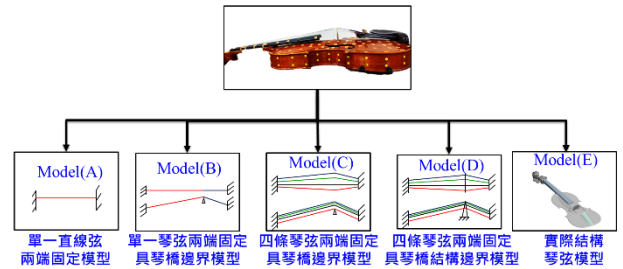 Model(A)
Model(B)
Model(C)
Model(D)
Model(E)
單一直線弦
兩端固定模型
單一琴弦兩端固定
具琴橋邊界模型
四條琴弦兩端固定
具琴橋邊界模型
四條琴弦兩端固定
具琴橋結構邊界模型
實際結構
琴弦模型